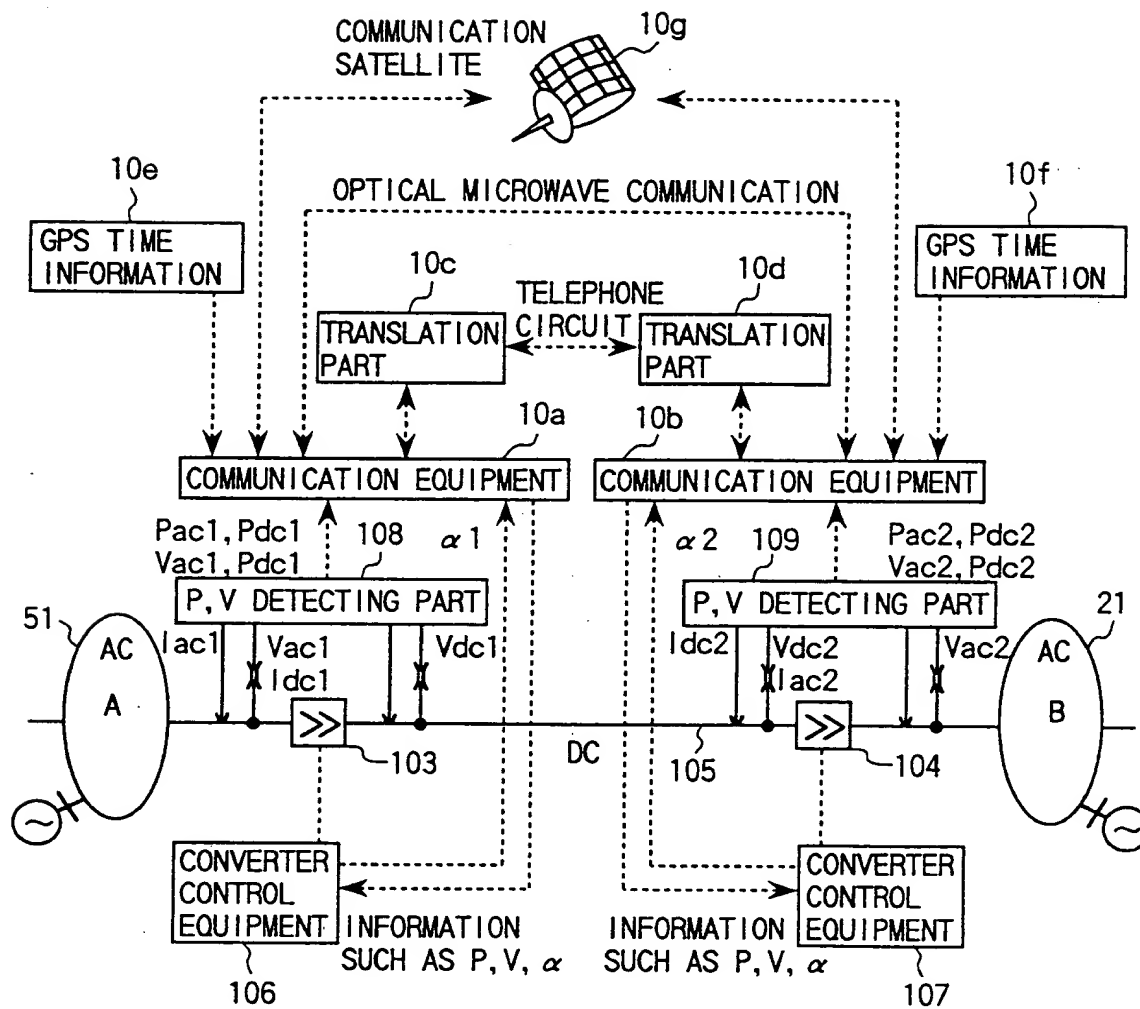 COMMUNICATION
SATELLITE
10g
10e
OPTICAL MICROWAVE COMMUNICATION
10f
GPS TIME
INFORMATION
GPS TIME
INFORMATION
10c
TELEPHONE
CIRCUIT
10d
TRANSLATION
PART
TRANSLATION
PART
10a
10b
COMMUNICATION EQUIPMENT
COMMUNICATION EQUIPMENT
Pac1, Pdc1
Vac1, Pdc1
108
α1
α2
109
Pac2, Pdc2
Vac2, Pdc2
P, V DETECTING PART
P, V DETECTING PART
51
Iac1
Vac1
Idc1
Vdc1
Idc2
Vdc2
Iac2
Vac2
21
AC
A
AC
B
103
DC
105
104
CONVERTER
CONTROL
EQUIPMENT
INFORMATION
SUCH AS P, V, α
INFORMATION
SUCH AS P, V, α
CONVERTER
CONTROL
EQUIPMENT
106
107